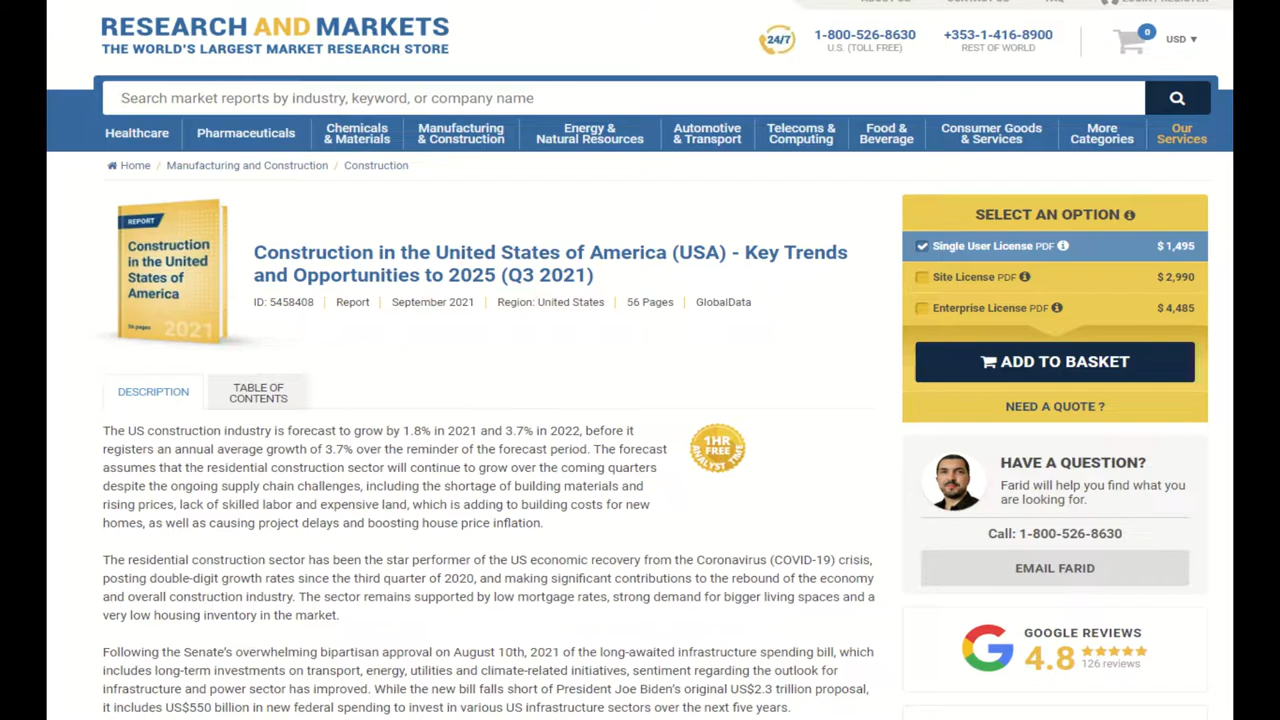 RESEARCH AND MARKETS
THE WORLD'S LARGEST MARKET RESEARCH STORE
24/7
1-800-526-8630
U.S. (TOLL FREE)
+353-1-416-8900
REST OF WORLD
0
USD ▼
Search market reports by industry, keyword, or company name
Healthcare
Pharmaceuticals
Chemicals
& Materials
Manufacturing
& Construction
Energy &
Natural Resources
Automotive
& Transport
Telecoms &
Computing
Food &
Beverage
Consumer Goods
& Services
More
Categories
Our
Services
Home / Manufacturing and Construction / Construction
REPORT
Construction
in the United
States of
America
56 pages
2021
Construction in the United States of America (USA) - Key Trends
and Opportunities to 2025 (Q3 2021)
ID: 5458408 | Report | September 2021 | Region: United States | 56 Pages | GlobalData
SELECT AN OPTION
Single User License PDF $ 1,495
Site License PDF $ 2,990
Enterprise License PDF $ 4,485
ADD TO BASKET
NEED A QUOTE ?
DESCRIPTION
TABLE OF
CONTENTS
The US construction industry is forecast to grow by 1.8% in 2021 and 3.7% in 2022, before it
registers an annual average growth of 3.7% over the reminder of the forecast period. The forecast
assumes that the residential construction sector will continue to grow over the coming quarters
despite the ongoing supply chain challenges, including the shortage of building materials and
rising prices, lack of skilled labor and expensive land, which is adding to building costs for new
homes, as well as causing project delays and boosting house price inflation.
1HR
FREE
ANALYST TIME
The residential construction sector has been the star performer of the US economic recovery from the Coronavirus (COVID-19) crisis,
posting double-digit growth rates since the third quarter of 2020, and making significant contributions to the rebound of the economy
and overall construction industry. The sector remains supported by low mortgage rates, strong demand for bigger living spaces and a
very low housing inventory in the market.
Following the Senate's overwhelming bipartisan approval on August 10th, 2021 of the long-awaited infrastructure spending bill, which
includes long-term investments on transport, energy, utilities and climate-related initiatives, sentiment regarding the outlook for
infrastructure and power sector has improved. While the new bill falls short of President Joe Biden's original US$2.3 trillion proposal,
it includes US$550 billion in new federal spending to invest in various US infrastructure sectors over the next five years.
HAVE A QUESTION?
Farid will help you find what you
are looking for.
Call: 1-800-526-8630
EMAIL FARID
GOOGLE REVIEWS
4.8
126 reviews